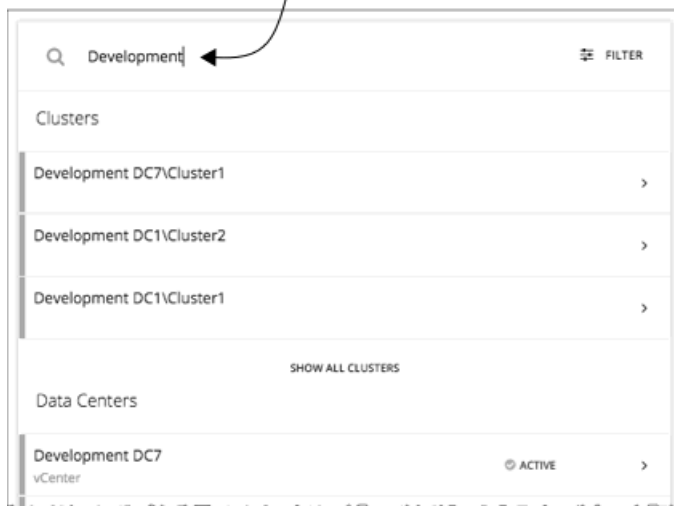 Development
FILTER
Clusters
Development DC7\Cluster1
Development DC1\Cluster2
Development DC1\Cluster1
SHOW ALL CLUSTERS
Data Centers
Development DC7
ACTIVE
vCenter